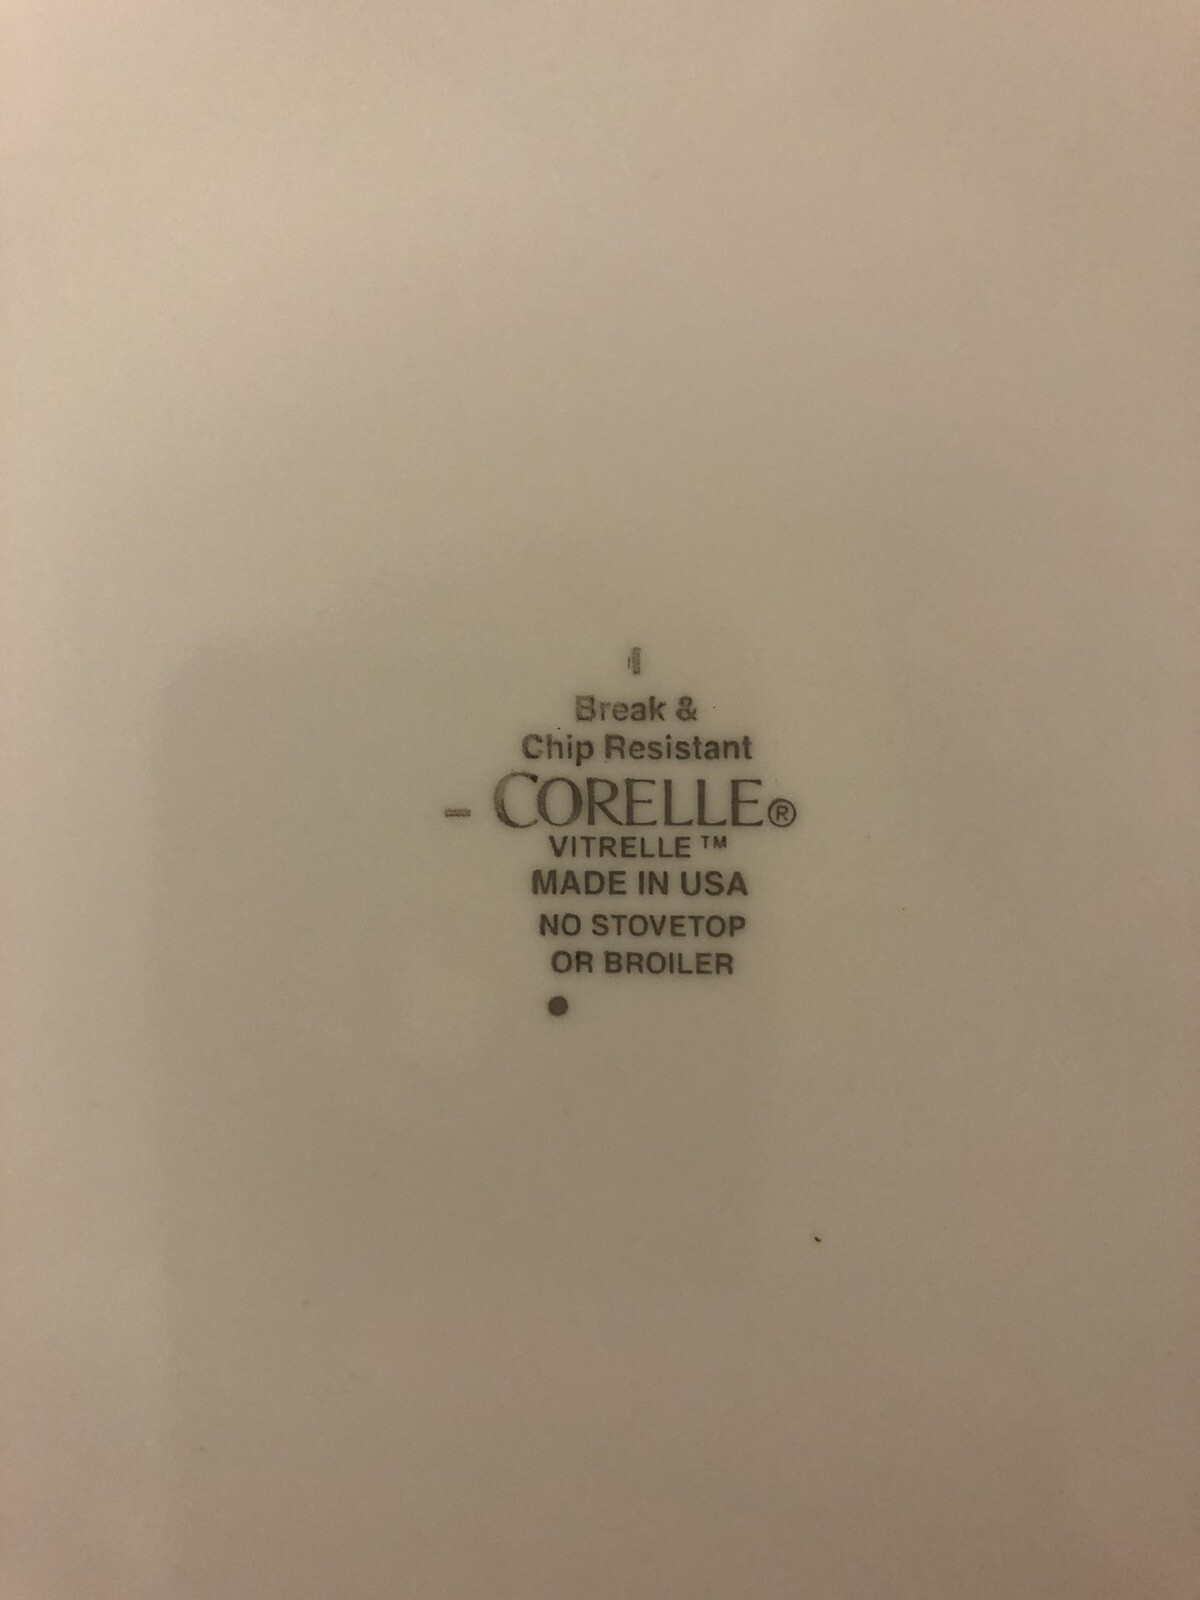 Break &
Chip Resistant
CORELLE®
VITRELLE™
MADE IN USA
NO STOVETOP
OR BROILER